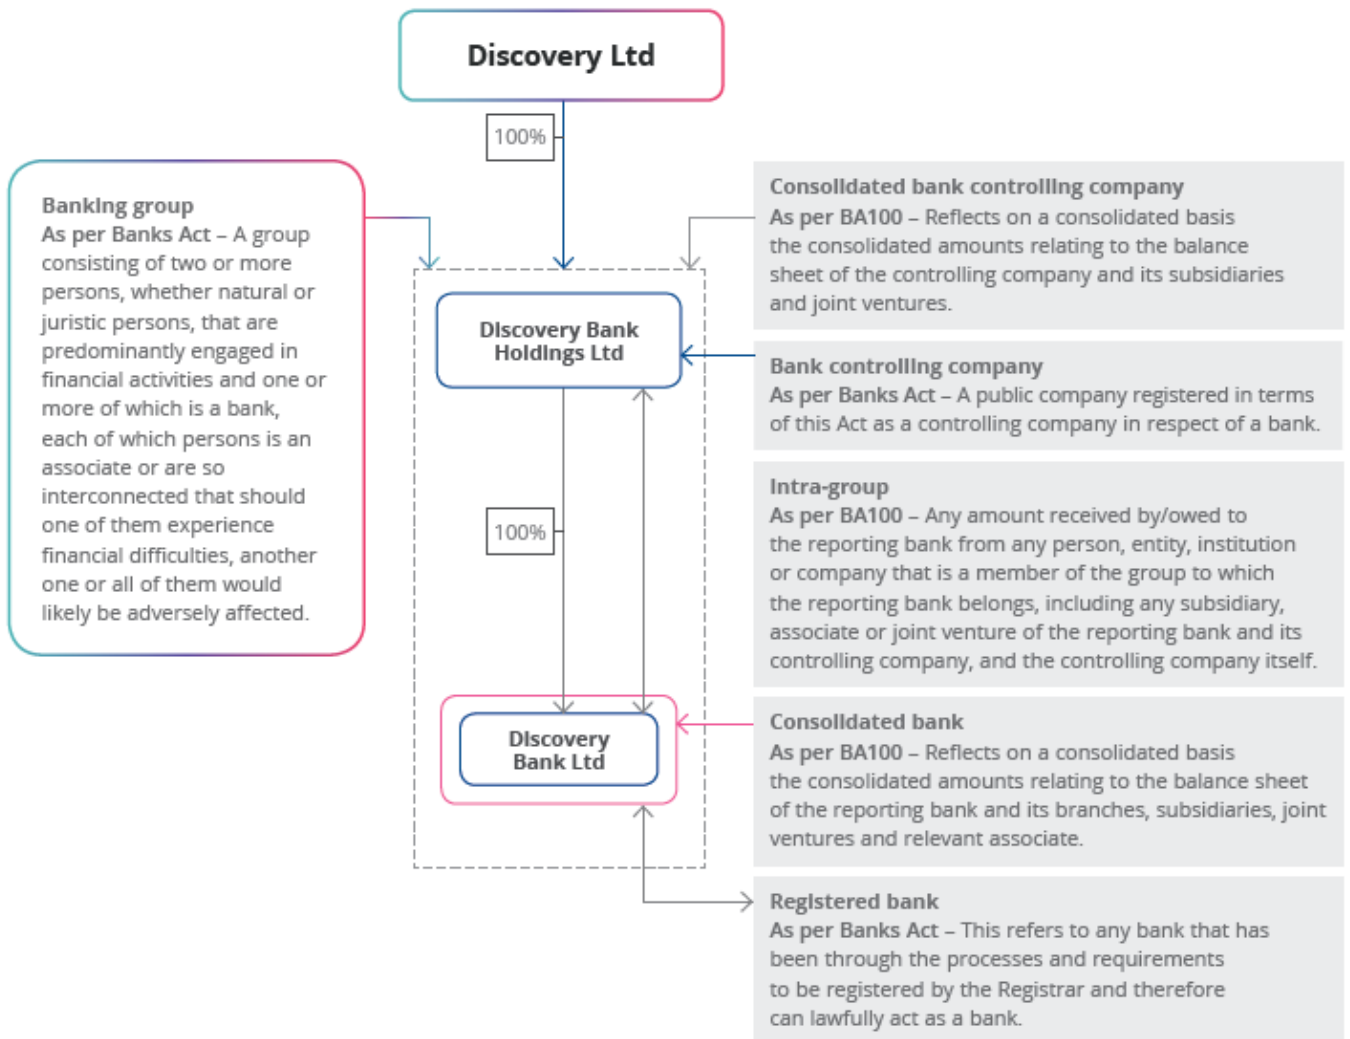 Discovery Ltd
100%
Banking group
As per Banks Act – A group
consisting of two or more
persons, whether natural or
juristic persons, that are
predominantly engaged in
financial activities and one or
more of which is a bank,
each of which persons is an
associate or are so
interconnected that should
one of them experience
financial difficulties, another
one or all of them would
likely be adversely affected.
Discovery Bank
Holdings Ltd
100%
Discovery
Bank Ltd
Consolidated bank controlling company
As per BA100 – Reflects on a consolidated basis
the consolidated amounts relating to the balance
sheet of the controlling company and its subsidiaries
and joint ventures.
Bank controlling company
As per Banks Act – A public company registered in terms
of this Act as a controlling company in respect of a bank.
Intra-group
As per BA100 – Any amount received by/owed to
the reporting bank from any person, entity, institution
or company that is a member of the group to which
the reporting bank belongs, including any subsidiary,
associate or joint venture of the reporting bank and its
controlling company, and the controlling company itself.
Consolidated bank
As per BA100 – Reflects on a consolidated basis
the consolidated amounts relating to the balance sheet
of the reporting bank and its branches, subsidiaries, joint
ventures and relevant associate.
Registered bank
As per Banks Act – This refers to any bank that has
been through the processes and requirements
to be registered by the Registrar and therefore
can lawfully act as a bank.